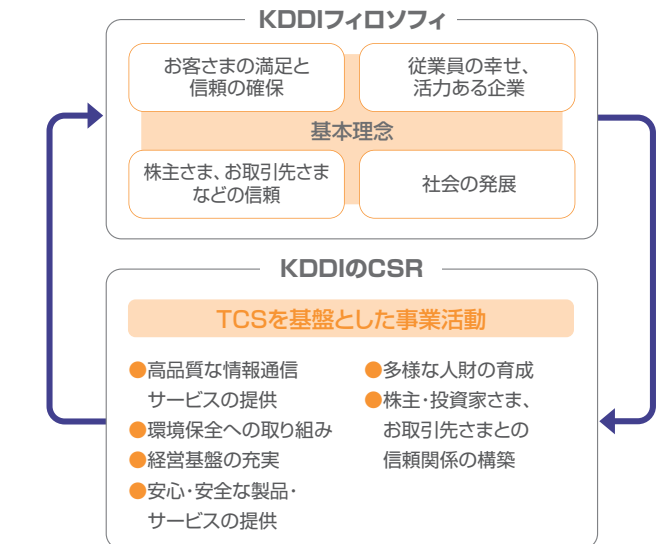 KDDIフィロソフィ
お客さまの満足と
信頼の確保
従業員の幸せ、
活力ある企業
基本理念
株主さま、お取引先さま
などの信頼
社会の発展
KDDIのCSR
TCSを基盤とした事業活動
●高品質な情報通信
サービスの提供
●環境保全への取り組み
●経営基盤の充実
●安心・安全な製品・
サービスの提供
●多様な人財の育成
●株主・投資家さま、
お取引先さまとの
信頼関係の構築